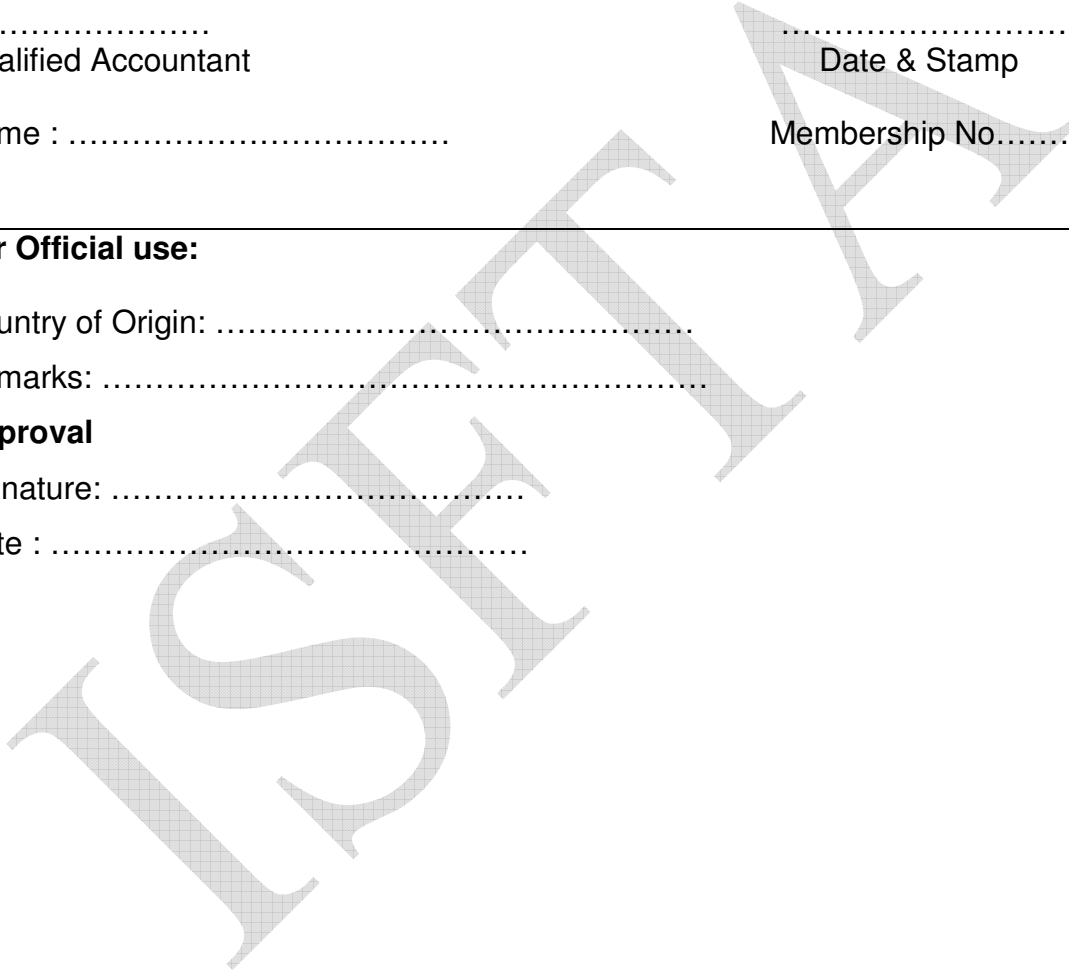 ………………… ………………………
alified Accountant Date & Stamp
me : ……………………………… Membership No…….
r Official use:
untry of Origin: ………………………………………
marks: …………………………………………………
proval
nature: …………………………………
te : ………………………………………
ISFTA